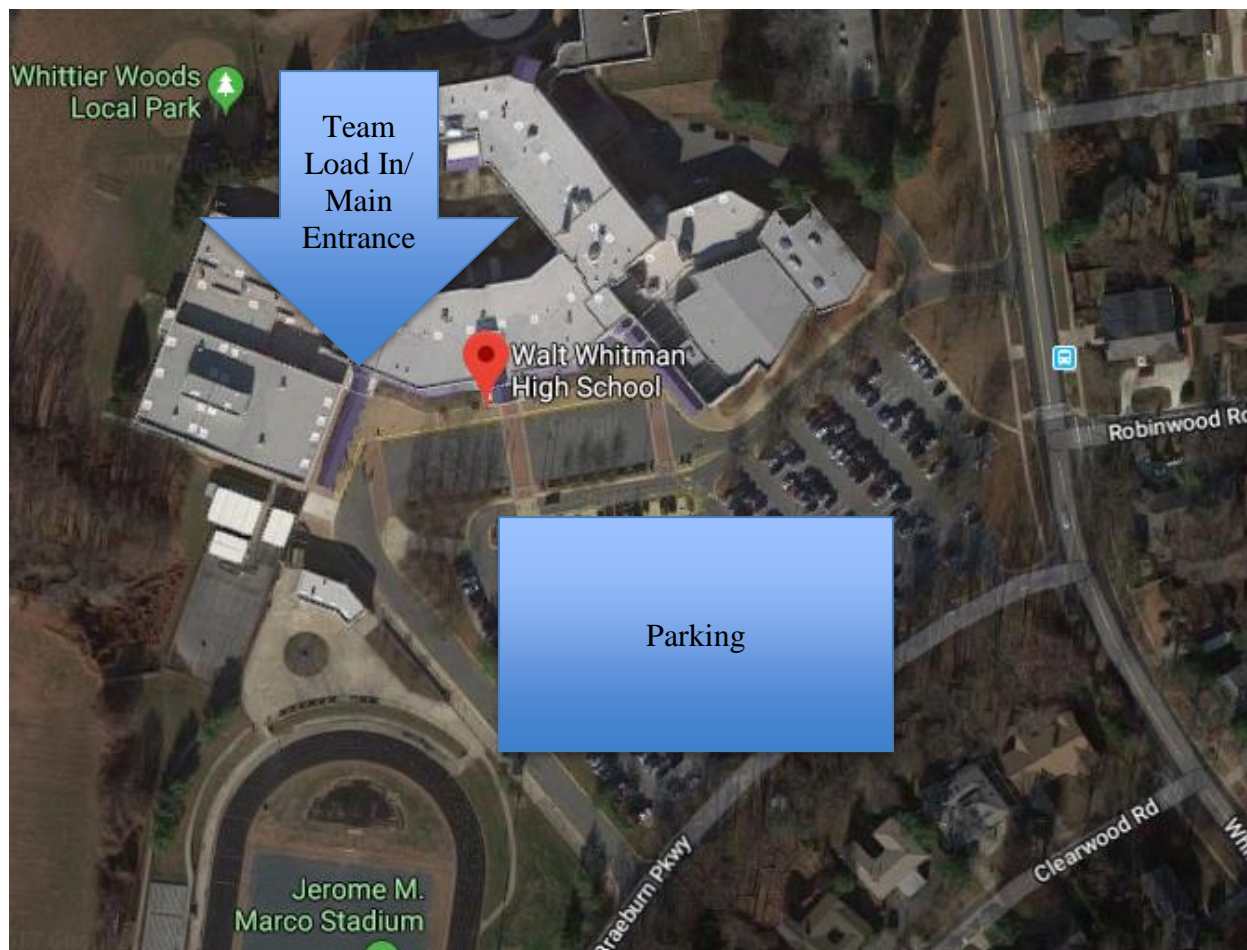 Whittier Woods
Local Park
Team
Load In/
Main
Entrance
Walt Whitman
High School
Robinwood Rd
Parking
Clearwood Rd
Braeburn Pkwy
Jerome M.
Marco Stadium